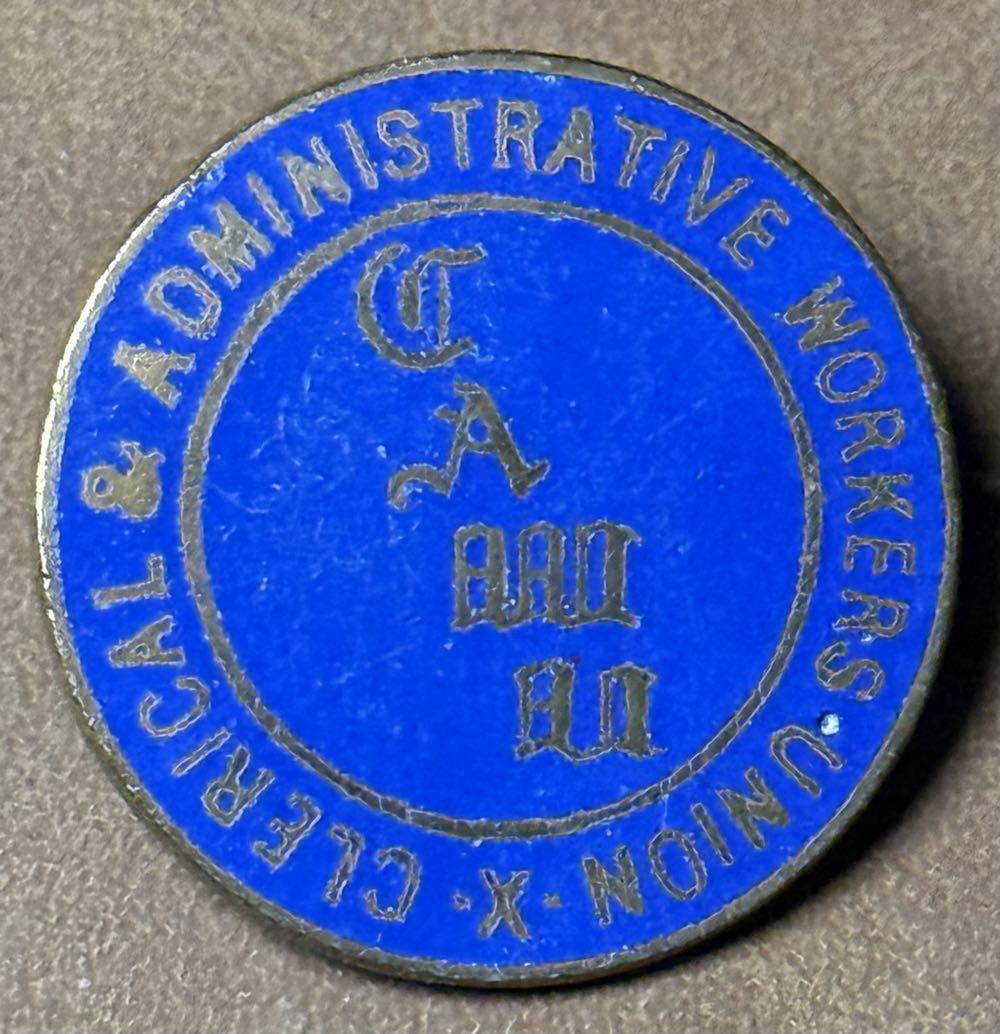 CLERICAL & ADMINISTRATIVE WORKERS UNION · X ·
C
A
W
U